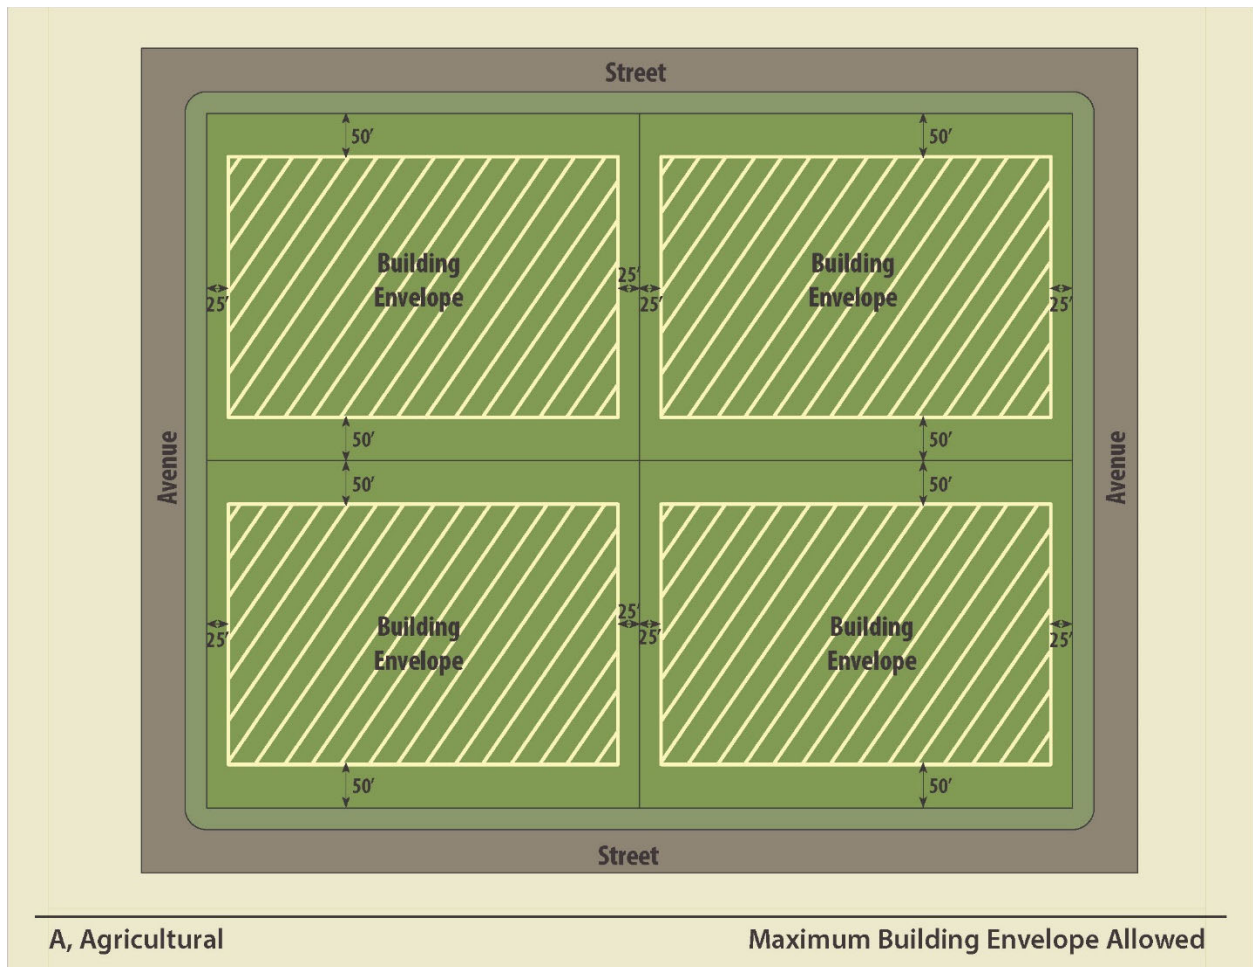 Street
50′
50′
Building
Envelope
Building
Envelope
25′
25′
25′
25′
50′
50′
Avenue
Avenue
50′
50′
Building
Envelope
Building
Envelope
25′
25′
25′
25′
50′
50′
Street
A, Agricultural
Maximum Building Envelope Allowed